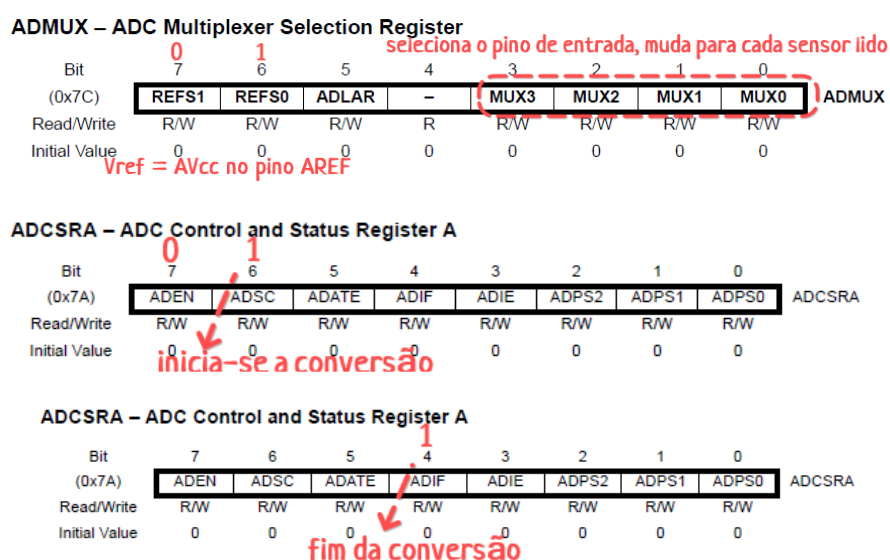 ADMUX – ADC Multiplexer Selection Register
0 1 seleciona o pino de entrada, muda para cada sensor lido
Bit 7 6 5 4 3 2 1 0
(0x7C) REFS1 REFS0 ADLAR – MUX3 MUX2 MUX1 MUX0 ADMUX
Read/Write R/W R/W R/W R R/W R/W R/W R/W
Initial Value 0 0 0 0 0 0 0 0
Vref = AVcc no pino AREF
ADCSRA – ADC Control and Status Register A
0 1
Bit 7 6 5 4 3 2 1 0
(0x7A) ADEN ADSC ADATE ADIF ADIE ADPS2 ADPS1 ADPS0 ADCSRA
Read/Write R/W R/W R/W R/W R/W R/W R/W R/W
Initial Value 0 0 0 0 0 0 0 0
inicia-se a conversão
ADCSRA – ADC Control and Status Register A
1
Bit 7 6 5 4 3 2 1 0
(0x7A) ADEN ADSC ADATE ADIF ADIE ADPS2 ADPS1 ADPS0 ADCSRA
Read/Write R/W R/W R/W R/W R/W R/W R/W R/W
Initial Value 0 0 0 0 0 0 0 0
fim da conversão